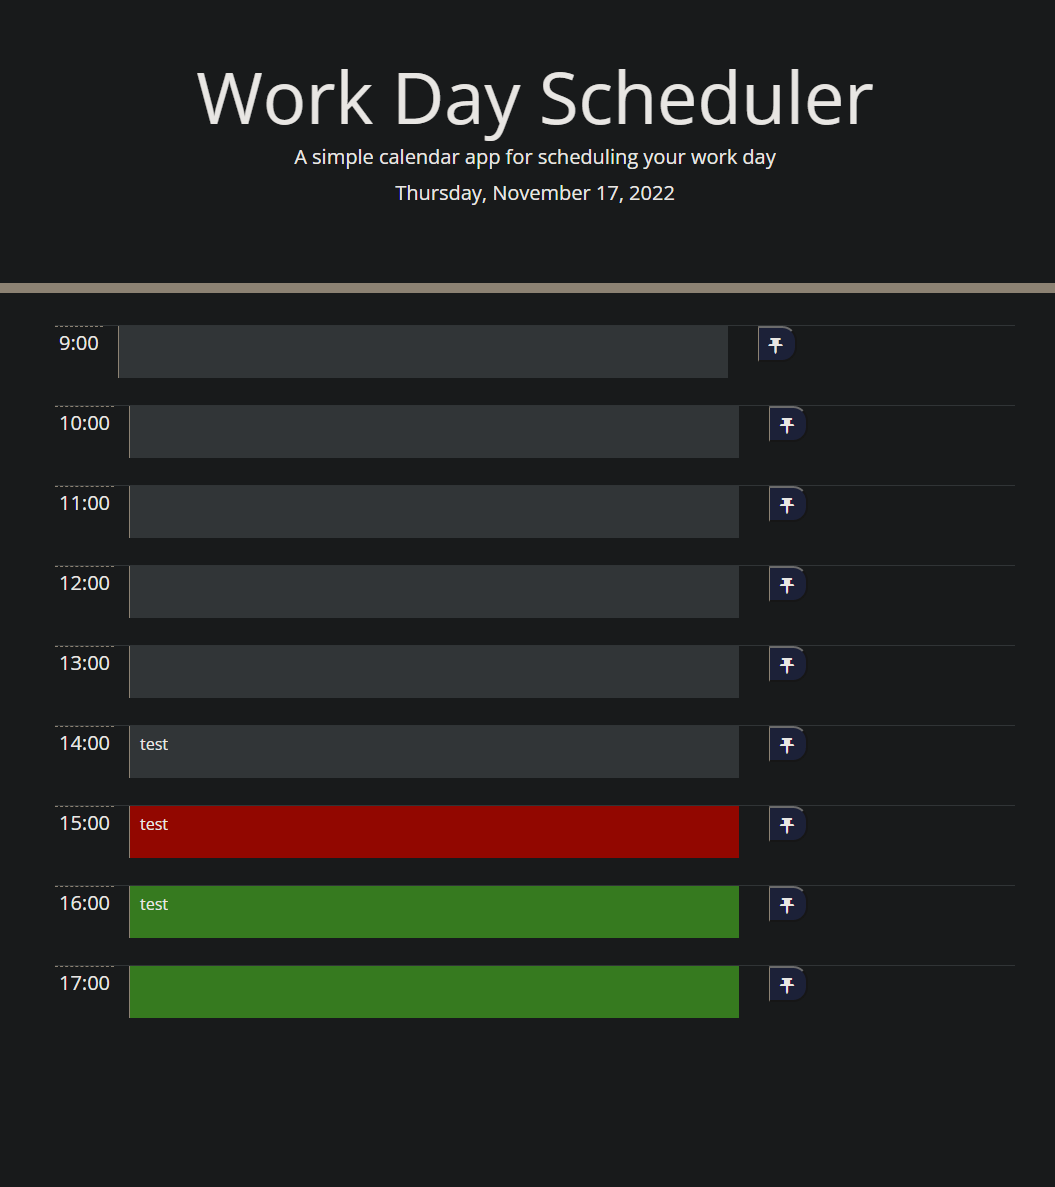 Work Day Scheduler
A simple calendar app for scheduling your work day
Thursday, November 17, 2022
9:00
10:00
11:00
12:00
13:00
14:00 test
15:00 test
16:00 test
17:00